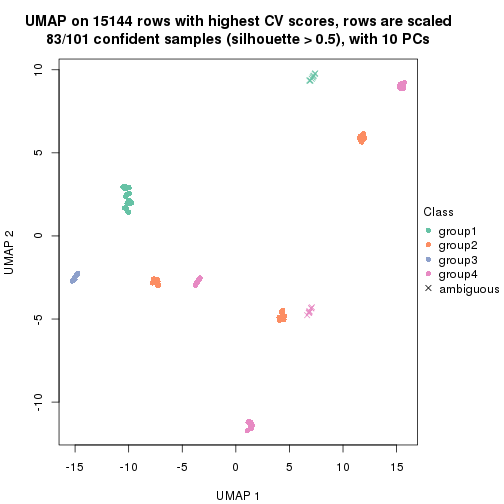 UMAP on 15144 rows with highest CV scores, rows are scaled
83/101 confident samples (silhouette > 0.5), with 10 PCs
10
5
0
-5
-10
UMAP 2
-15
-10
-5
0
5
10
15
UMAP 1
Class
group1
group2
group3
group4
ambiguous